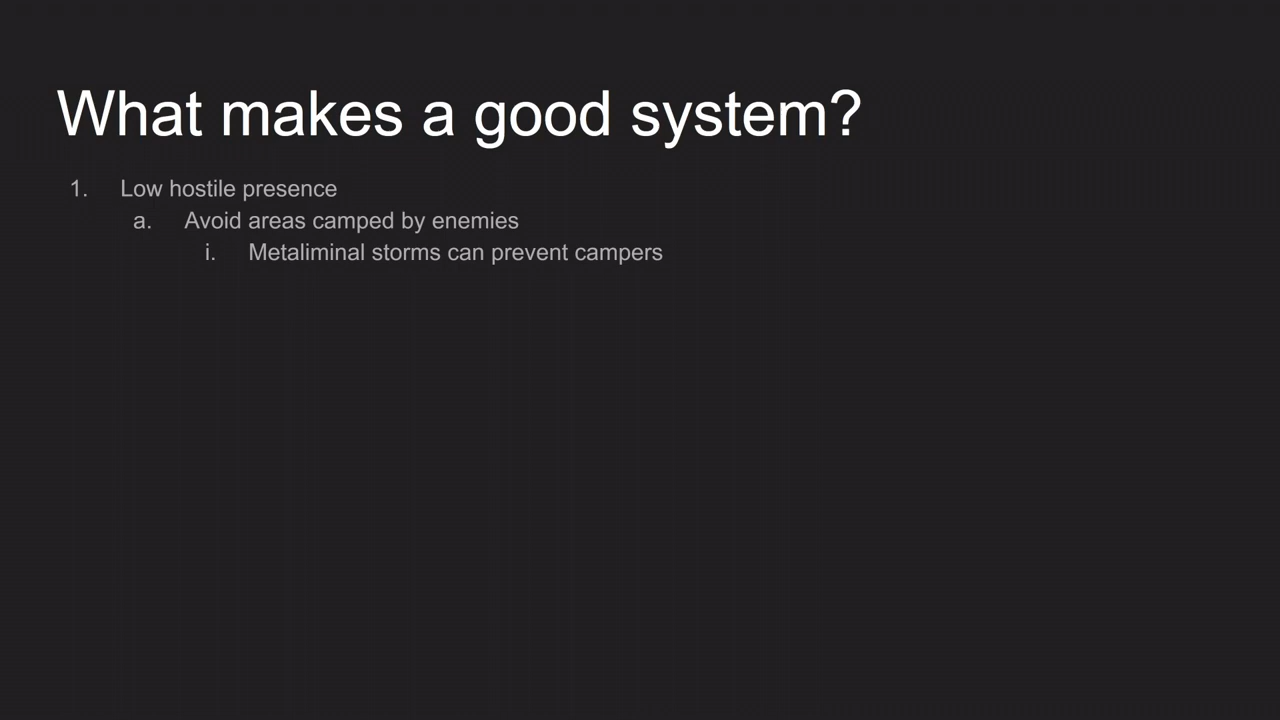 What makes a good system?
1. Low hostile presence
a. Avoid areas camped by enemies
i. Metaliminal storms can prevent campers